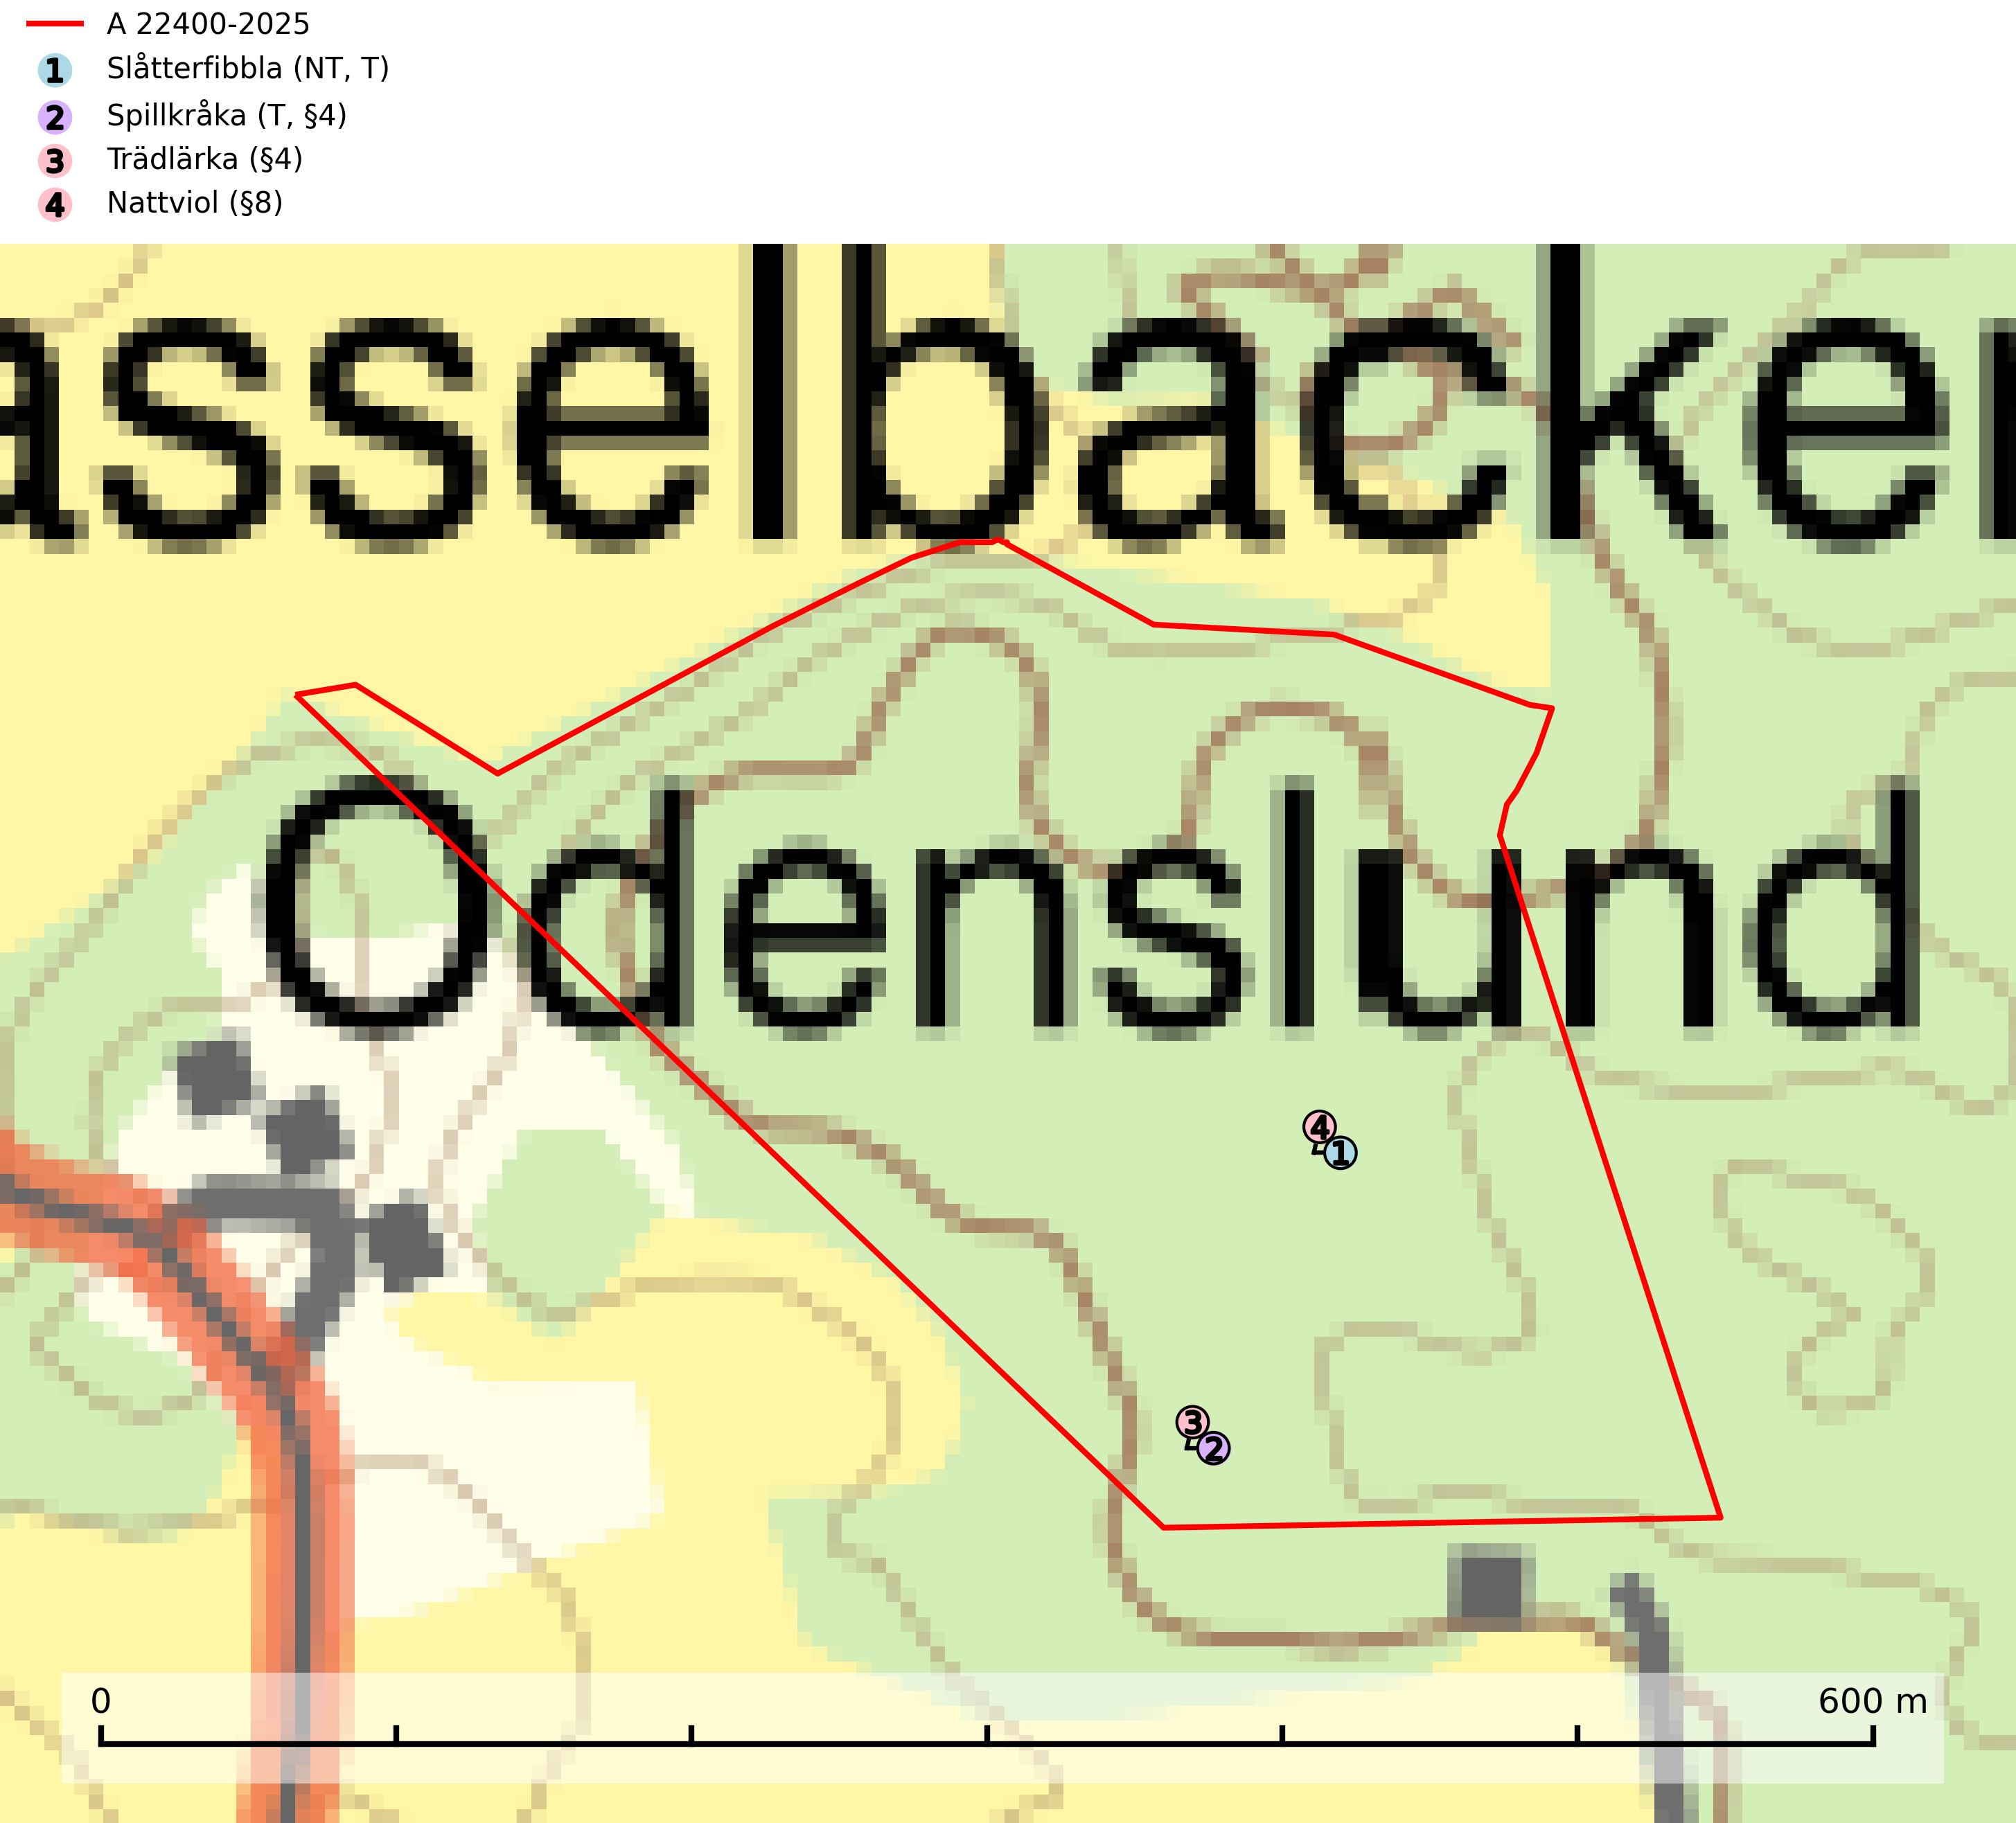 A 22400-2025
1 Slåtterfibbla (NT, T)
2 Spillkråka (T, §4)
3 Trädlärka (§4)
4 Nattviol (§8)
asselbacken
Odenslund
4
1
3
2
0 600 m